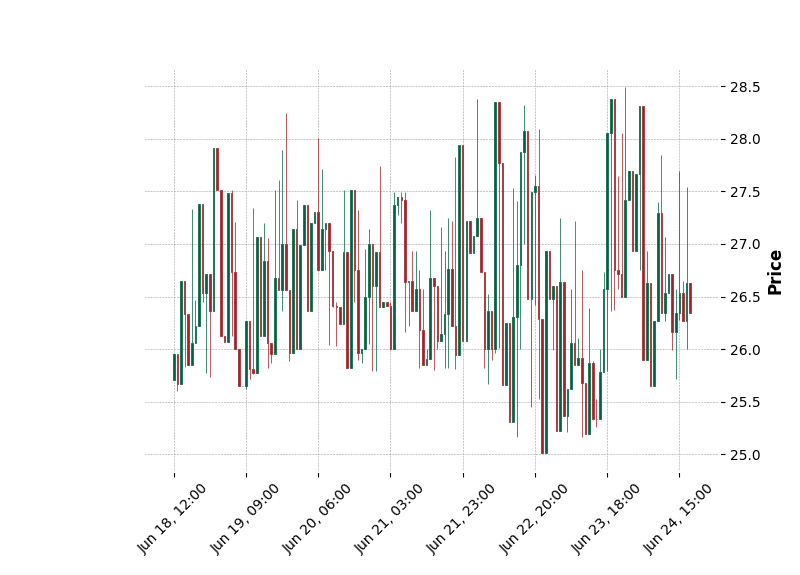 28.5
28.0
27.5
27.0
26.5
26.0
25.5
25.0
Price
Jun 18, 12:00
Jun 19, 09:00
Jun 20, 06:00
Jun 21, 03:00
Jun 21, 23:00
Jun 22, 20:00
Jun 23, 18:00
Jun 24, 15:00